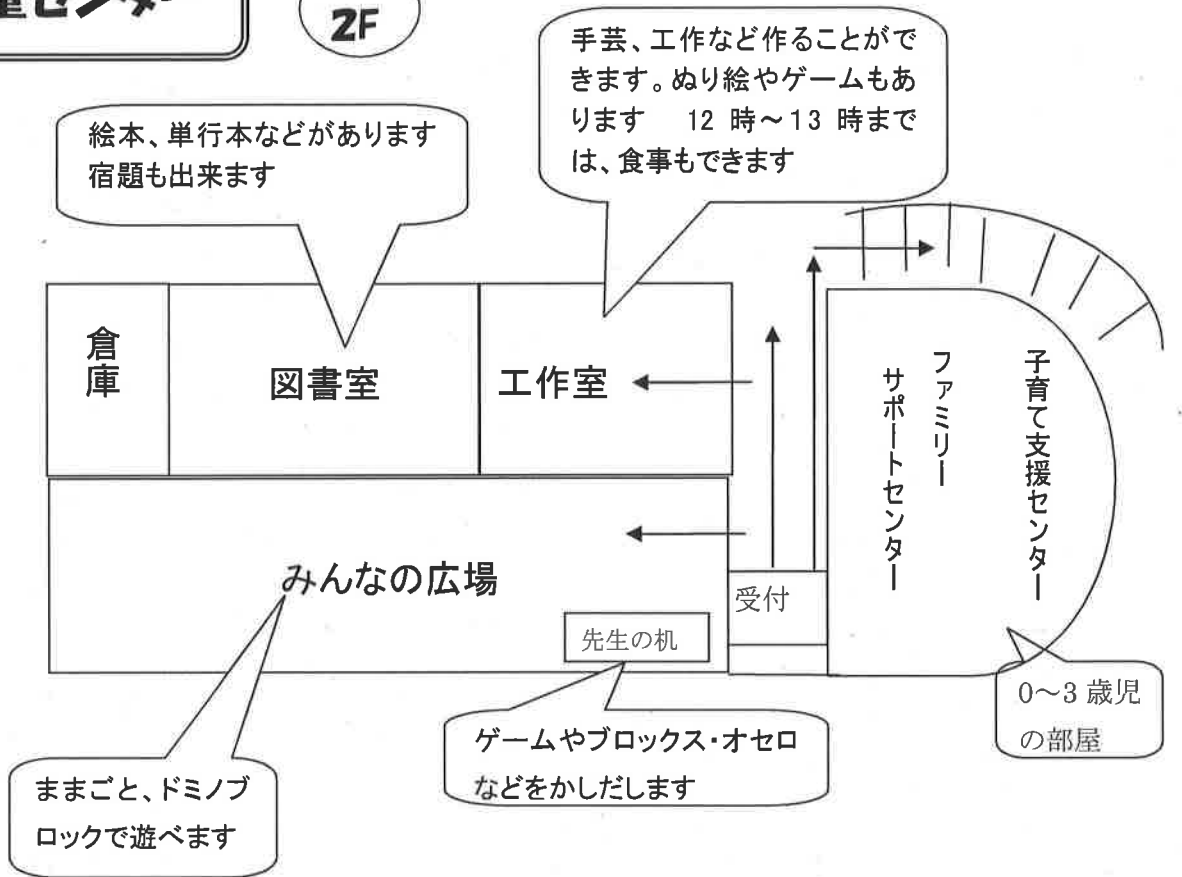 童センター
2F
手芸、工作など作ることがで
きます。ぬり絵やゲームもあ
ります　12 時～13 時まで
は、食事もできます
絵本、単行本などがあります
宿題も出来ます
倉庫
図書室
工作室
ファミリー
サポートセンター
子育て支援センター
みんなの広場
受付
先生の机
0～3 歳児
の部屋
ゲームやブロックス・オセロ
などをかしだします
ままごと、ドミノブ
ロックで遊べます